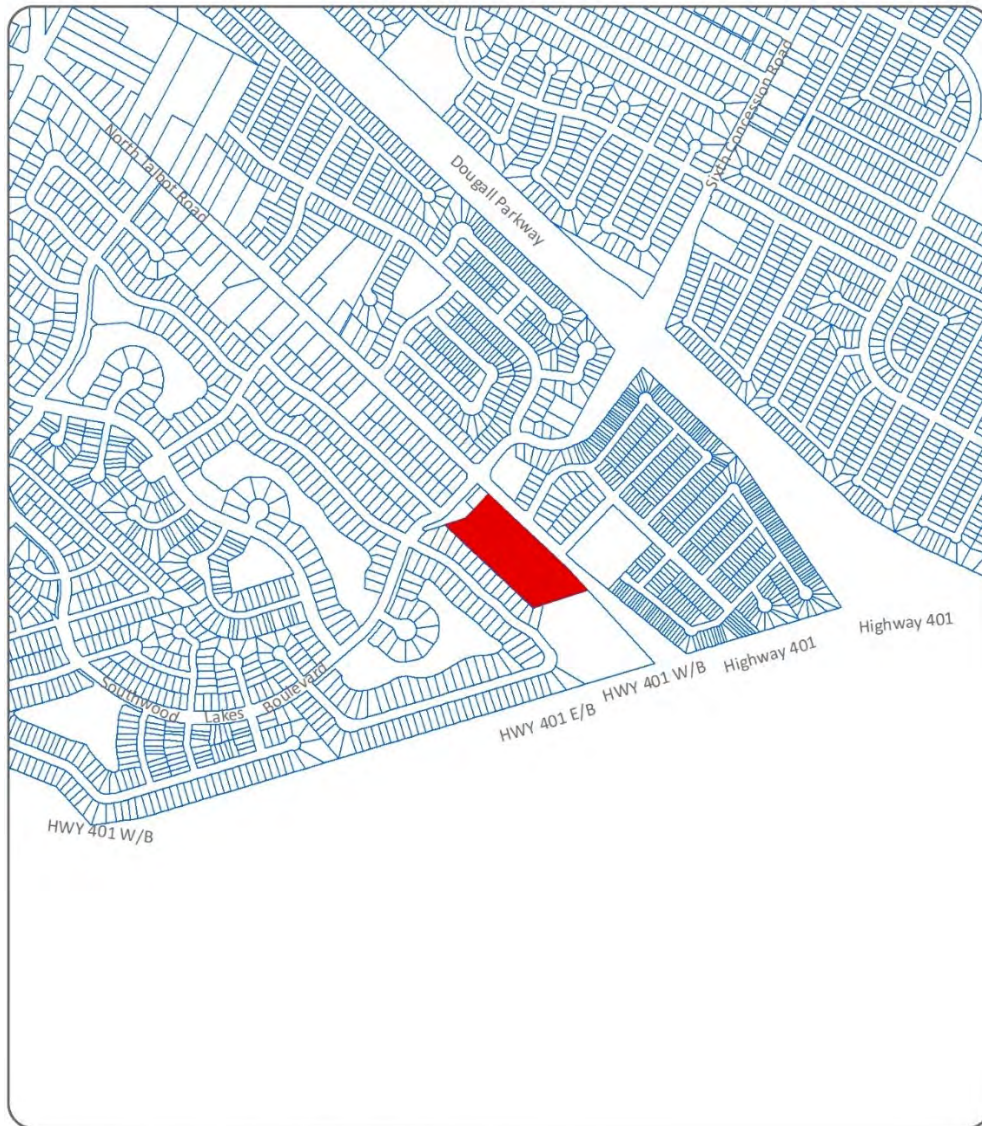 North Talbot Road
Dougall Parkway
Sixth Concession Road
Highway 401
Highway 401
HWY 401 W/B
HWY 401 E/B
Southwood Lakes Boulevard
HWY 401 W/B